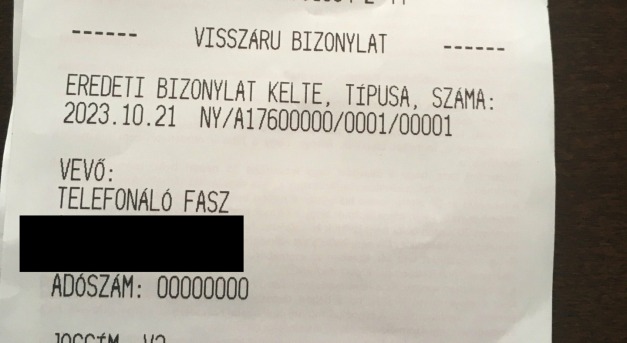 ------ VISSZÁRU BIZONYLAT ------
EREDETI BIZONYLAT KELTE, TÍPUSA, SZÁMA:
2023.10.21 NY/A17600000/0001/00001
VEVŐ:
TELEFONÁLÓ FASZ
ADÓSZÁM: 00000000